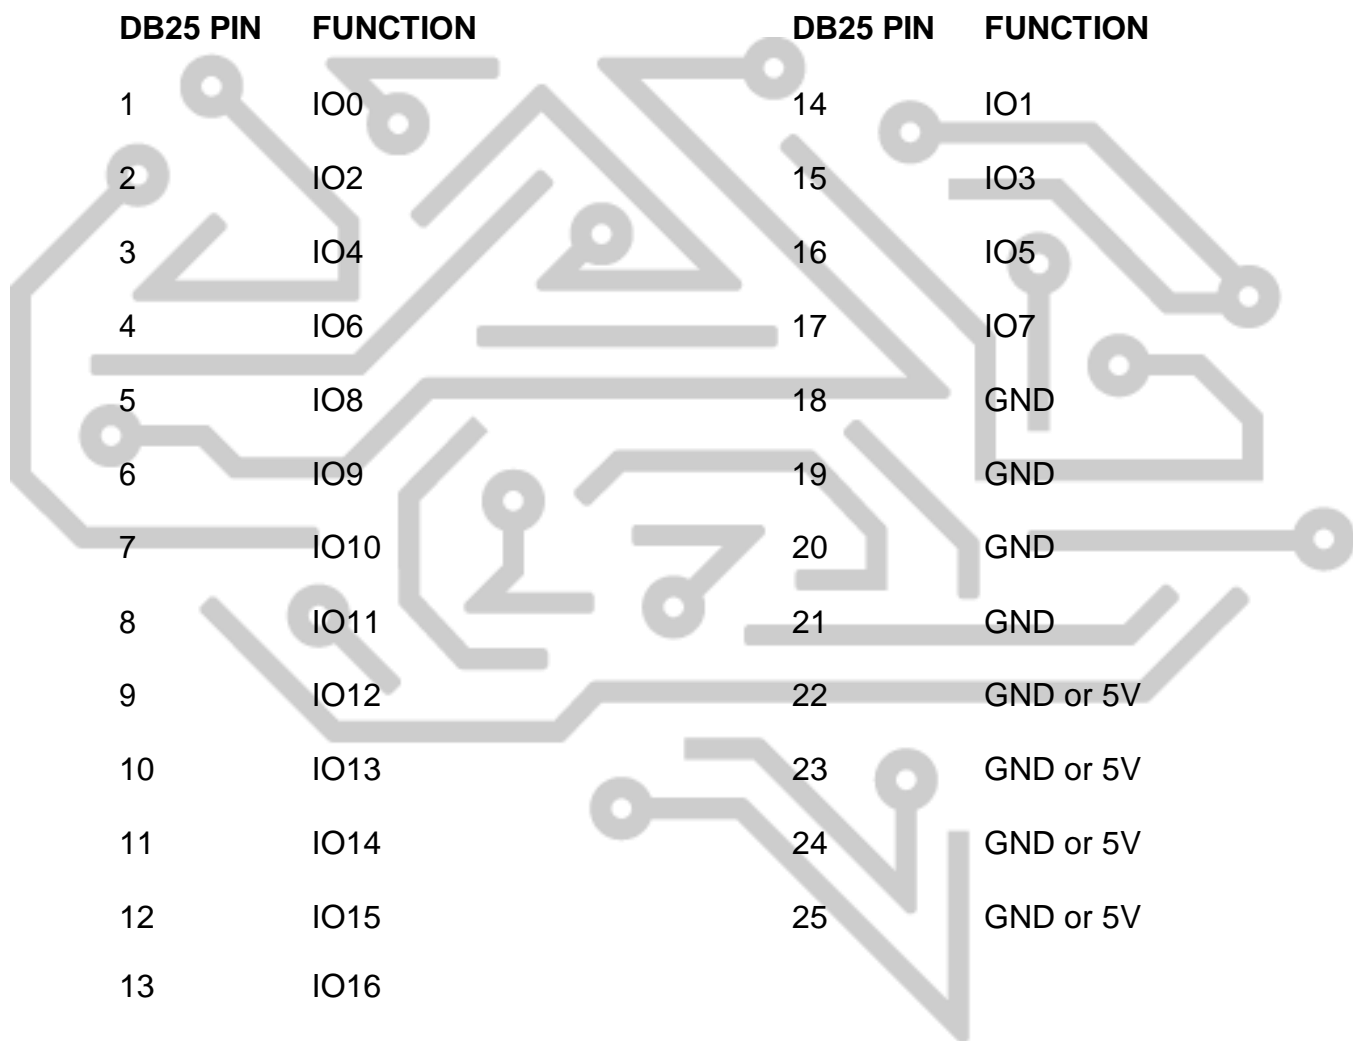 DB25 PIN FUNCTION DB25 PIN FUNCTION
1 IO0 14 IO1
2 IO2 15 IO3
3 IO4 16 IO5
4 IO6 17 IO7
5 IO8 18 GND
6 IO9 19 GND
7 IO10 20 GND
8 IO11 21 GND
9 IO12 22 GND or 5V
10 IO13 23 GND or 5V
11 IO14 24 GND or 5V
12 IO15 25 GND or 5V
13 IO16